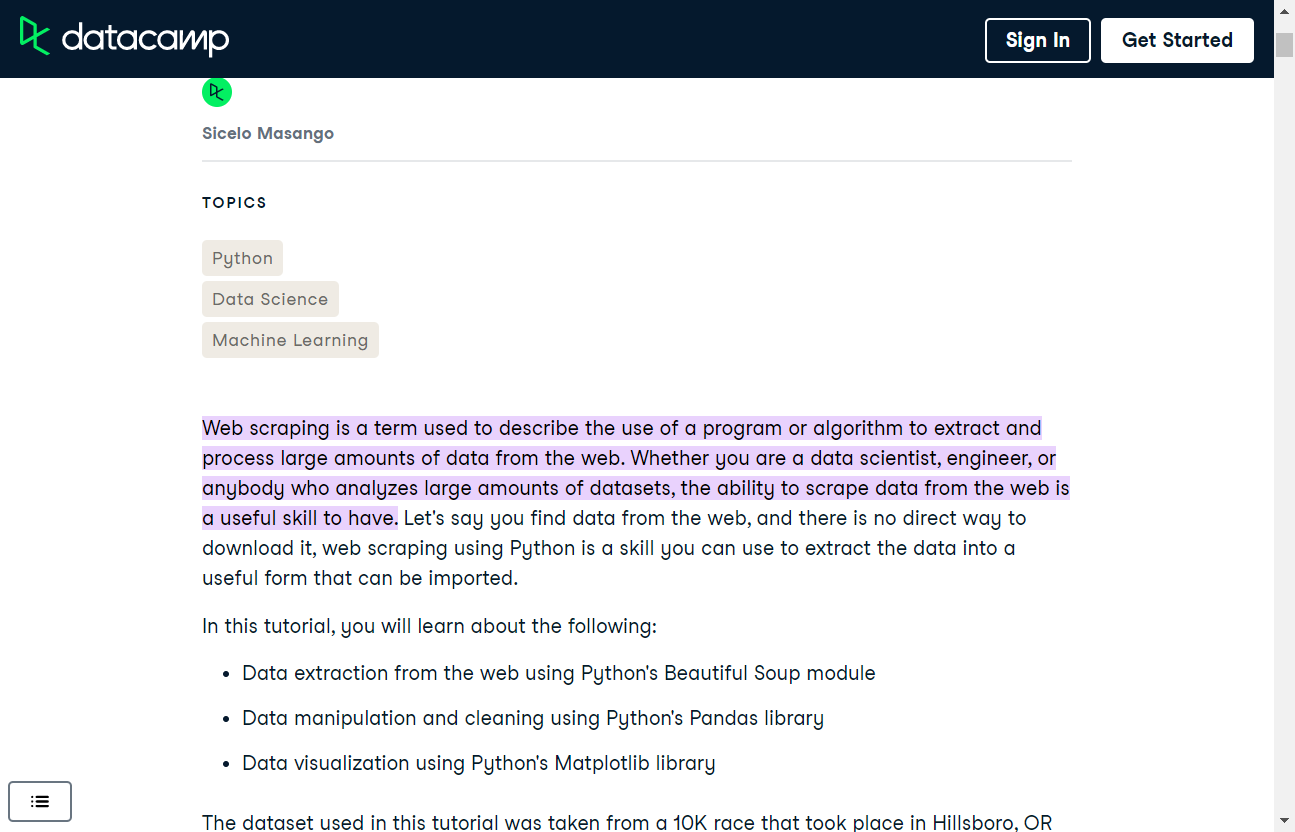 datacamp
Sign In
Get Started
Sicelo Masango
TOPICS
Python
Data Science
Machine Learning
Web scraping is a term used to describe the use of a program or algorithm to extract and
process large amounts of data from the web. Whether you are a data scientist, engineer, or
anybody who analyzes large amounts of datasets, the ability to scrape data from the web is
a useful skill to have. Let's say you find data from the web, and there is no direct way to
download it, web scraping using Python is a skill you can use to extract the data into a
useful form that can be imported.
In this tutorial, you will learn about the following:
• Data extraction from the web using Python's Beautiful Soup module
• Data manipulation and cleaning using Python's Pandas library
• Data visualization using Python's Matplotlib library
The dataset used in this tutorial was taken from a 10K race that took place in Hillsboro, OR